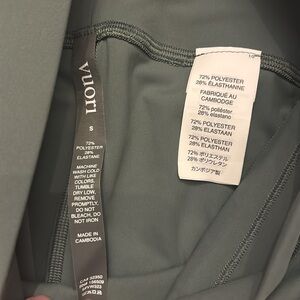 vuori
S
72%
POLYESTER
28%
ELASTANE
MACHINE
WASH COLD
WITH LIKE
COLORS.
TUMBLE
DRY LOW,
REMOVE
PROMPTLY.
DO NOT
BLEACH, DO
NOT IRON
MADE IN
CAMBODIA
72% POLYESTER
28% ÉLASTHANNE
FABRIQUÉ AU
CAMBODGE
72% poliéster
28% elastano
72% POLYESTER
28% ELASTAAN
72% POLYESTER
28% ELASTHAN
72% ポリエステル
28% ポリウレタン
カンボジア製